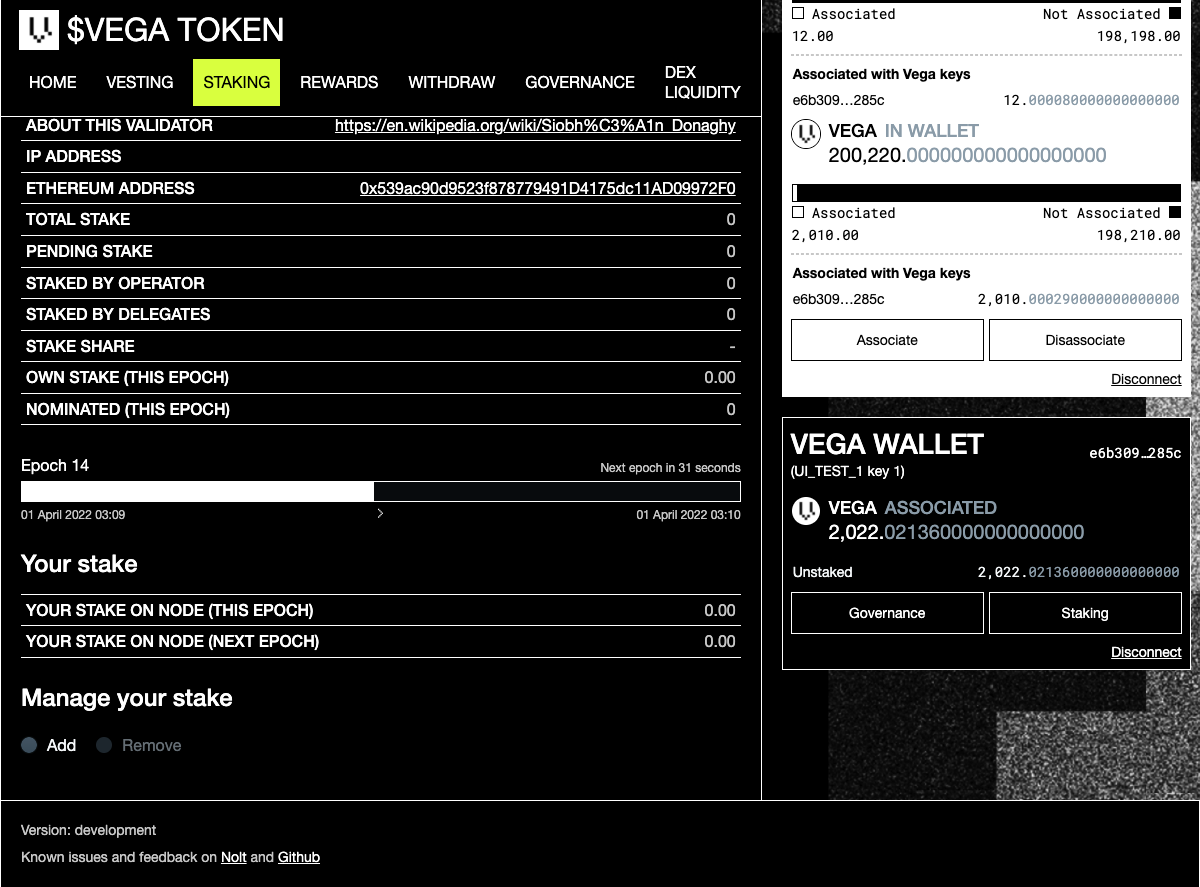 $VEGA TOKEN
HOME VESTING STAKING REWARDS WITHDRAW GOVERNANCE DEX LIQUIDITY
ABOUT THIS VALIDATOR https://en.wikipedia.org/wiki/Siobh%C3%A1n_Donaghy
IP ADDRESS
ETHEREUM ADDRESS 0x539ac90d9523f878779491D4175dc11AD09972F0
TOTAL STAKE 0
PENDING STAKE 0
STAKED BY OPERATOR 0
STAKED BY DELEGATES 0
STAKE SHARE -
OWN STAKE (THIS EPOCH) 0.00
NOMINATED (THIS EPOCH) 0
Epoch 14 Next epoch in 31 seconds
01 April 2022 03:09 01 April 2022 03:10
Your stake
YOUR STAKE ON NODE (THIS EPOCH) 0.00
YOUR STAKE ON NODE (NEXT EPOCH) 0.00
Manage your stake
Add Remove
Associated Not Associated
12.00 198,198.00
Associated with Vega keys
e6b309…285c 12.000080000000000000
VEGA IN WALLET
200,220.000000000000000000
Associated Not Associated
2,010.00 198,210.00
Associated with Vega keys
e6b309…285c 2,010.000290000000000000
Associate Disassociate
Disconnect
VEGA WALLET e6b309…285c
(UI_TEST_1 key 1)
VEGA ASSOCIATED
2,022.021360000000000000
Unstaked 2,022.021360000000000000
Governance Staking
Disconnect
Version: development
Known issues and feedback on Nolt and Github